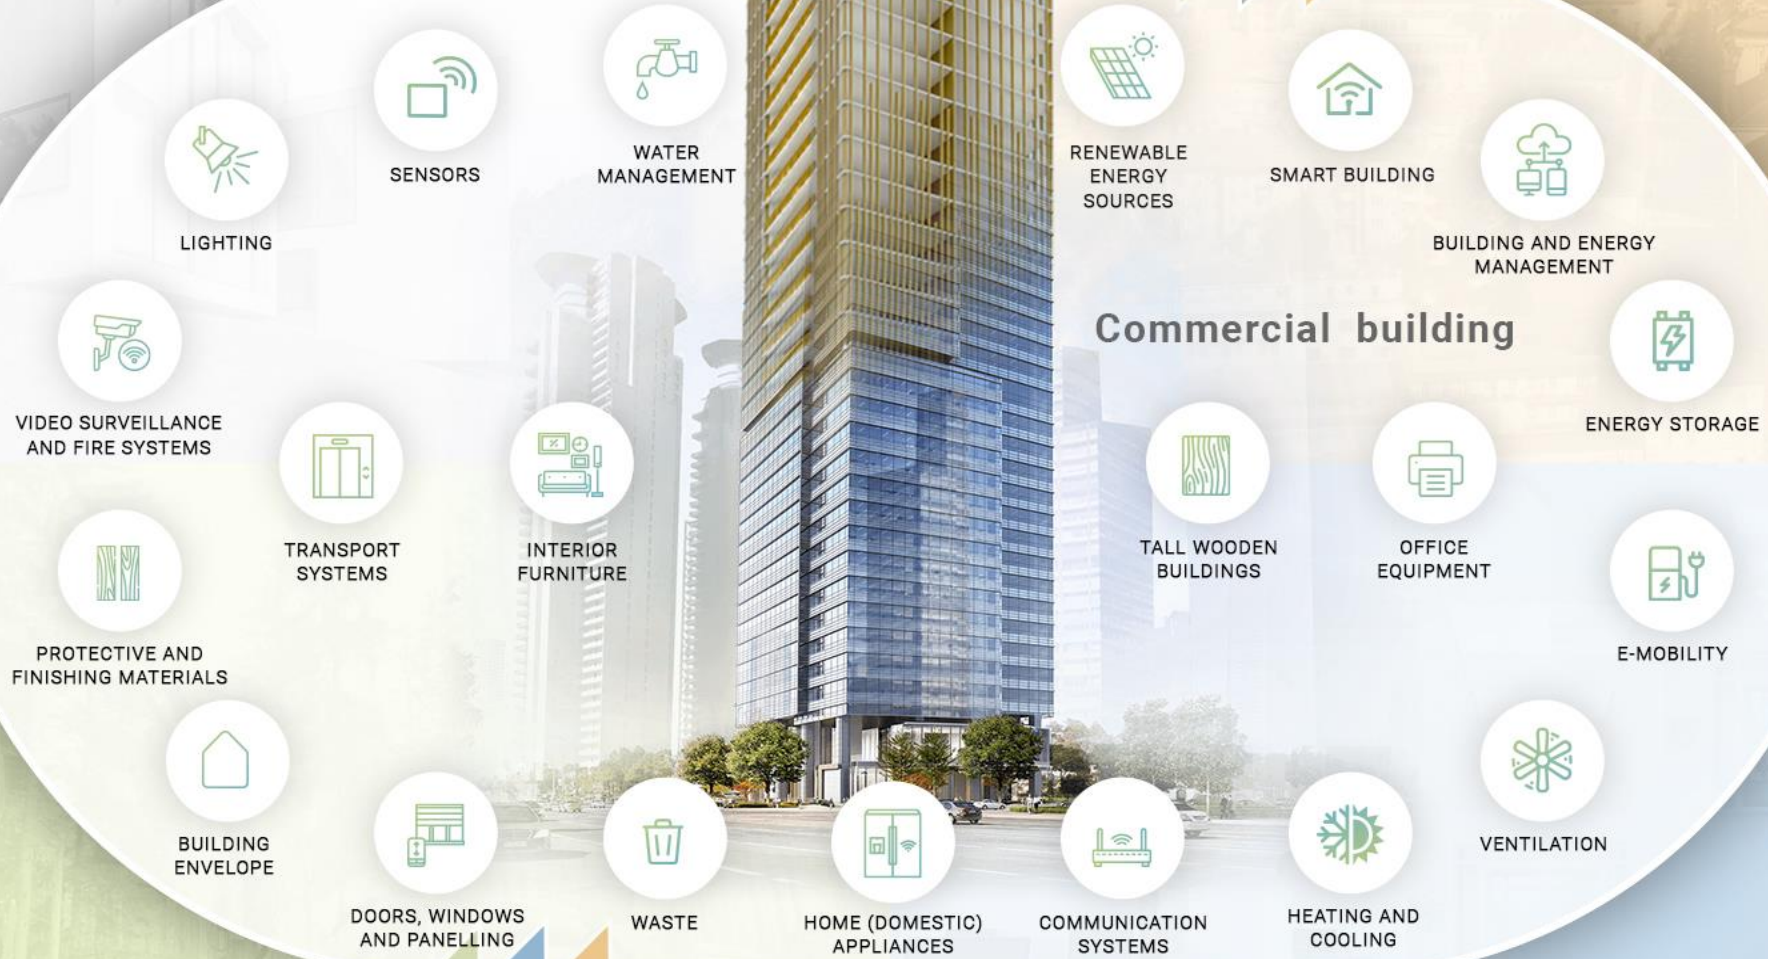 WATER
MANAGEMENT
RENEWABLE
ENERGY
SOURCES
SENSORS
SMART BUILDING
LIGHTING
BUILDING AND ENERGY
MANAGEMENT
Commercial building
VIDEO SURVEILLANCE
AND FIRE SYSTEMS
ENERGY STORAGE
TRANSPORT
SYSTEMS
INTERIOR
FURNITURE
TALL WOODEN
BUILDINGS
OFFICE
EQUIPMENT
PROTECTIVE AND
FINISHING MATERIALS
E-MOBILITY
BUILDING
ENVELOPE
VENTILATION
DOORS, WINDOWS
AND PANELLING
WASTE
HOME (DOMESTIC)
APPLIANCES
COMMUNICATION
SYSTEMS
HEATING AND
COOLING